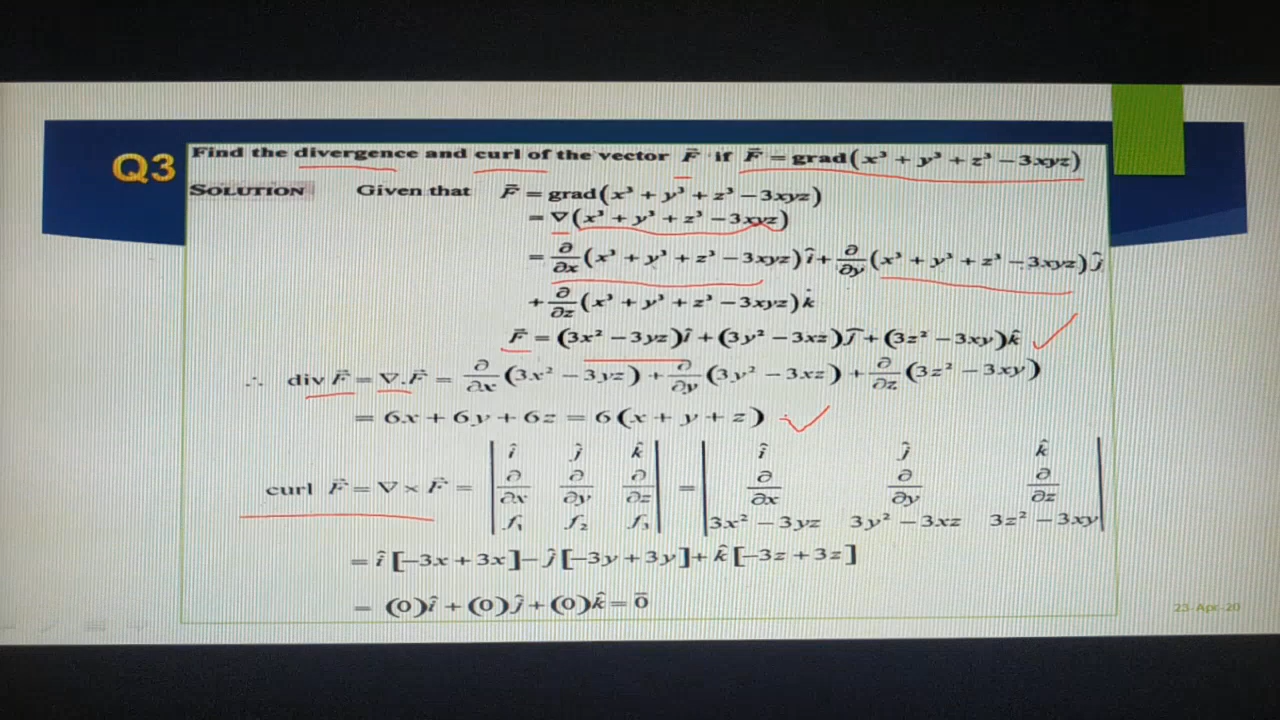 Q3
Find the divergence and curl of the vector F⃗ if F⃗ = grad(x³ + y³ + z³ − 3xyz)
SOLUTION Given that F⃗ = grad(x³ + y³ + z³ − 3xyz)
= ∇(x³ + y³ + z³ − 3xyz)
= ∂/∂x (x³ + y³ + z³ − 3xyz) î + ∂/∂y (x³ + y³ + z³ − 3xyz) ĵ
+ ∂/∂z (x³ + y³ + z³ − 3xyz) k̂
F⃗ = (3x² − 3yz) î + (3y² − 3xz) ĵ + (3z² − 3xy) k̂
∴ div F⃗ = ∇.F⃗ = ∂/∂x (3x² − 3yz) + ∂/∂y (3y² − 3xz) + ∂/∂z (3z² − 3xy)
= 6x + 6y + 6z = 6(x + y + z)
curl F⃗ = ∇ × F⃗ = | î ĵ k̂ ; ∂/∂x ∂/∂y ∂/∂z ; f₁ f₂ f₃ | = | î ĵ k̂ ; ∂/∂x ∂/∂y ∂/∂z ; 3x² − 3yz 3y² − 3xz 3z² − 3xy |
= î [−3x + 3x] − ĵ [−3y + 3y] + k̂ [−3z + 3z]
= (0) î + (0) ĵ + (0) k̂ = 0̄
23-Apr-20